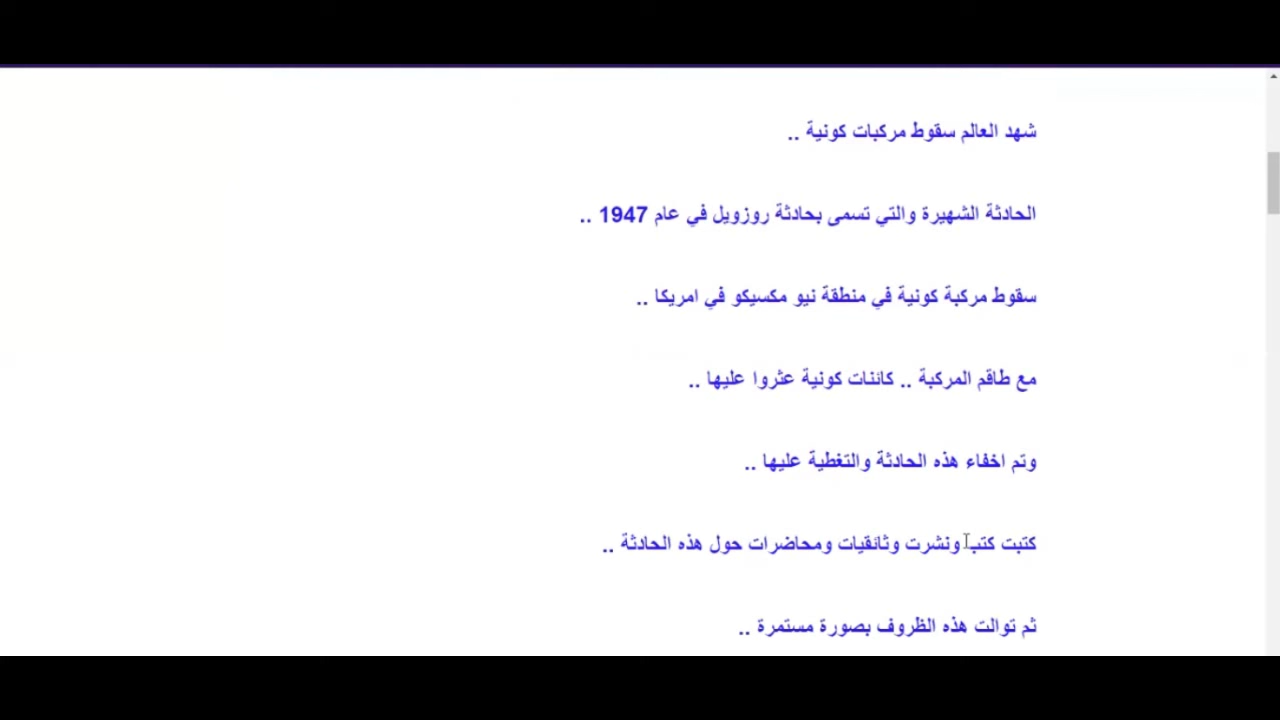 شهد العالم سقوط مركبات كونية ..
الحادثة الشهيرة والتي تسمى بحادثة روزويل في عام 1947 ..
سقوط مركبة كونية في منطقة نيو مكسيكو في امريكا ..
مع طاقم المركبة .. كائنات كونية عثروا عليها ..
وتم اخفاء هذه الحادثة والتغطية عليها ..
كتبت كتب ونشرت وثائقيات ومحاضرات حول هذه الحادثة ..
ثم توالت هذه الظروف بصورة مستمرة ..